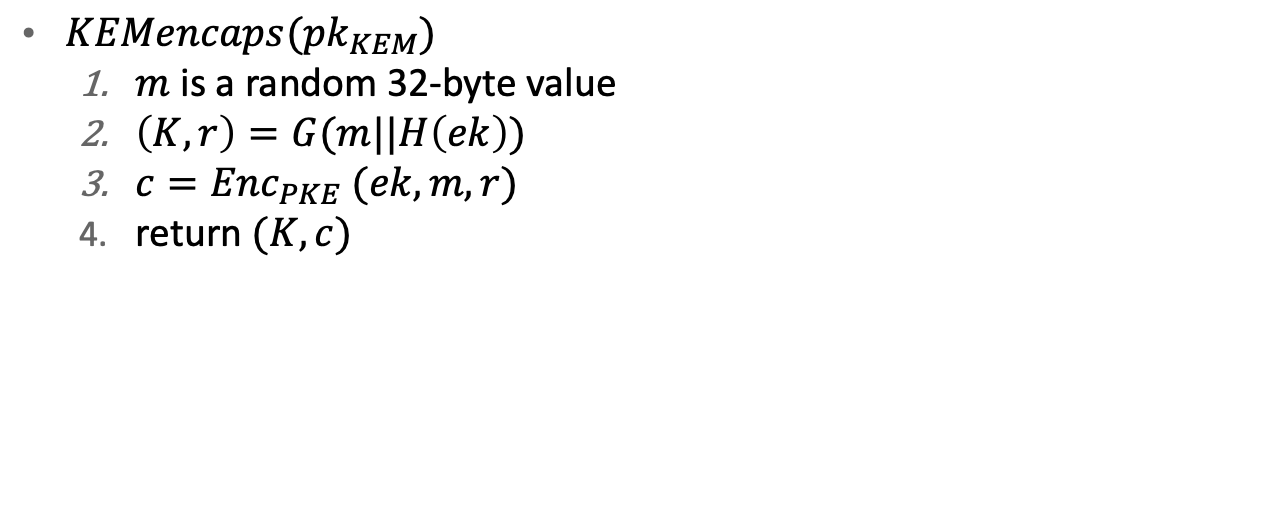 • KEMencaps(pk_KEM)
1. m is a random 32-byte value
2. (K, r) = G(m||H(ek))
3. c = Enc_PKE (ek, m, r)
4. return (K, c)